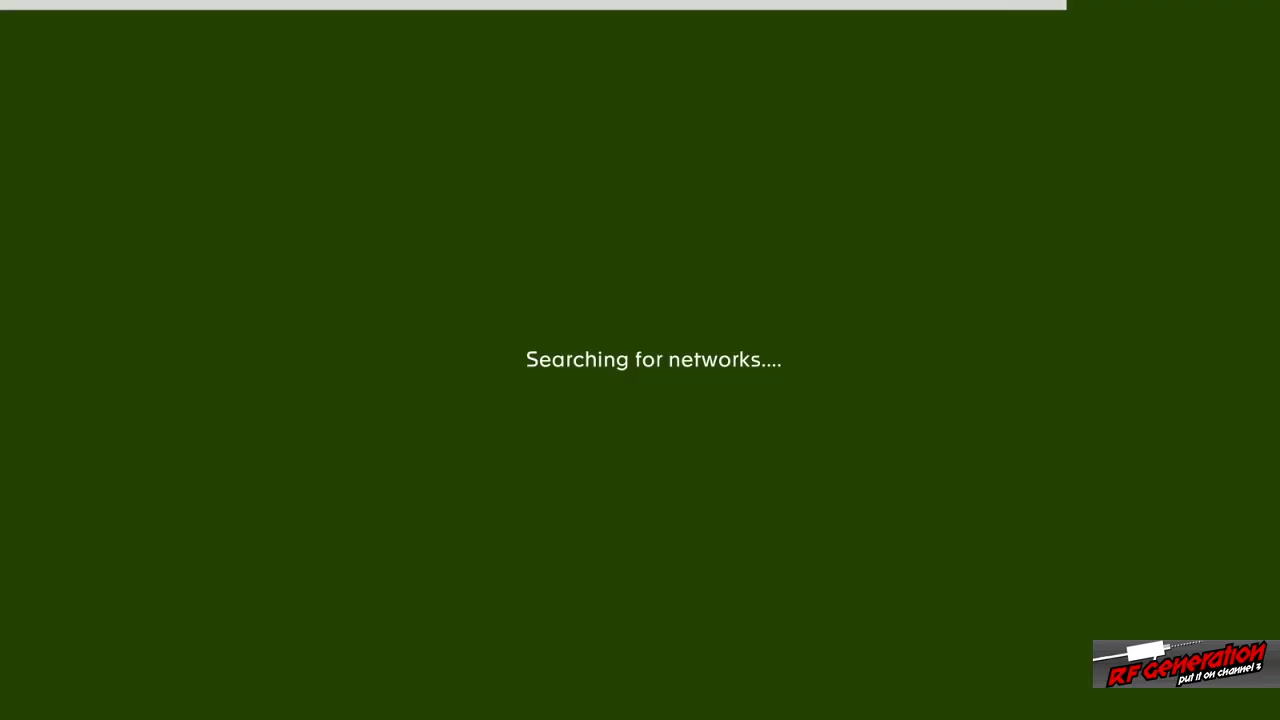 Searching for networks....
RF Generation
put it on channel 3